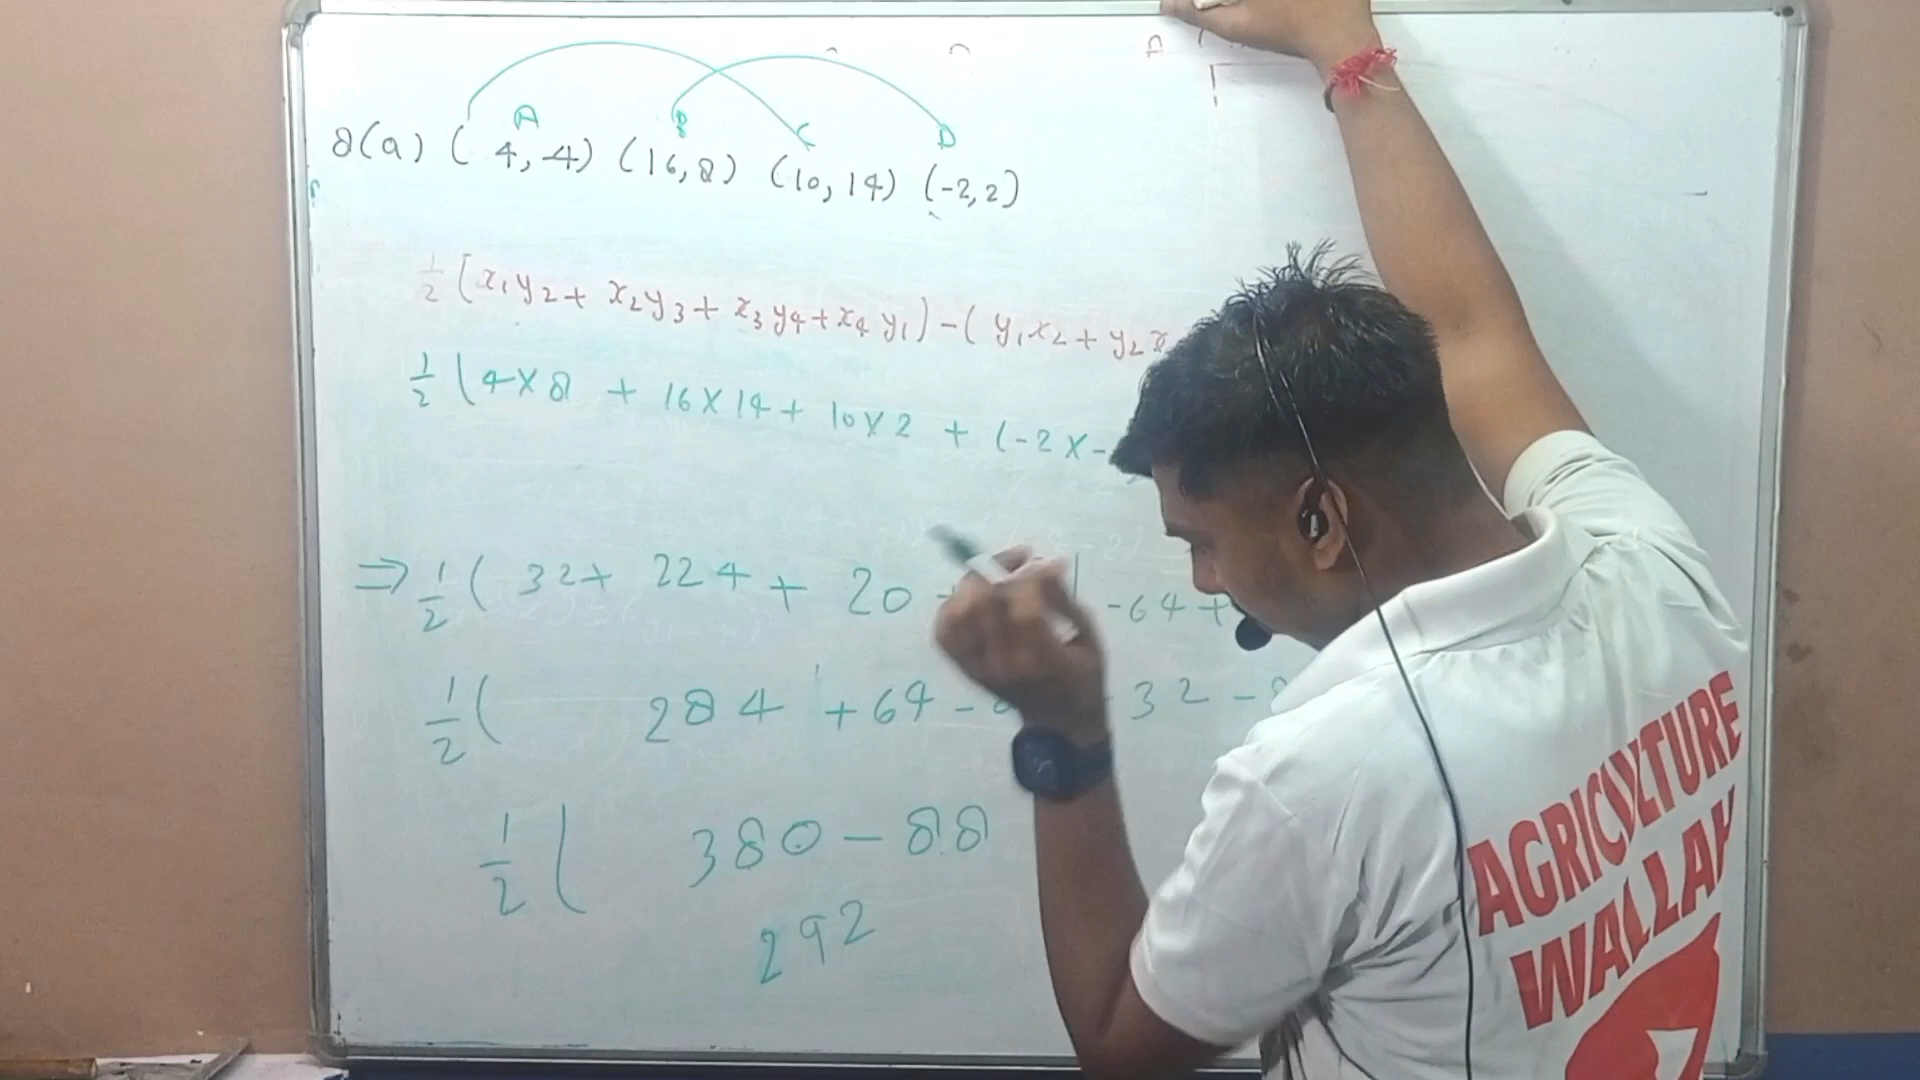 A B C D
8(a) (4,-4) (16,8) (10,14) (-2,2)
1/2 [x₁y₂+ x₂y₃+ x₃y₄+x₄y₁)-( y₁x₂+ y₂x
1/2 (4×8 + 16×14+ 10×2 + (-2×-
⇒ 1/2 ( 32+ 224+ 20 -64+
1/2 ( 284 +64- 32-8
1/2 ( 380-88
292
AGRICULTURE
WALLAH